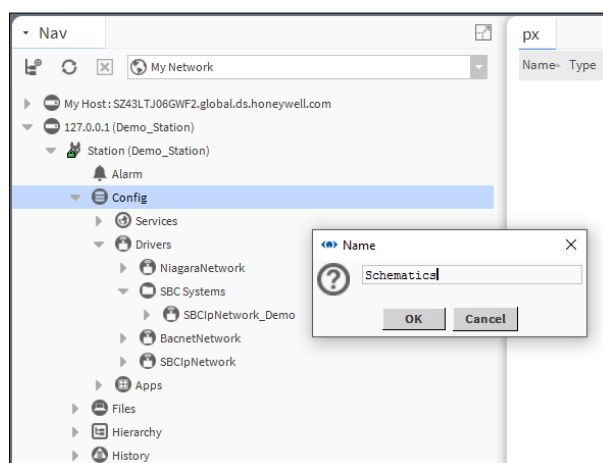 Nav
My Network
My Host : SZ43LTJ06GWF2.global.ds.honeywell.com
127.0.0.1 (Demo_Station)
Station (Demo_Station)
Alarm
Config
Services
Drivers
NiagaraNetwork
SBC Systems
SBCIpNetwork_Demo
BacnetNetwork
SBCIpNetwork
Apps
Files
Hierarchy
History
px
Name Type
Name
Schematics
OK Cancel